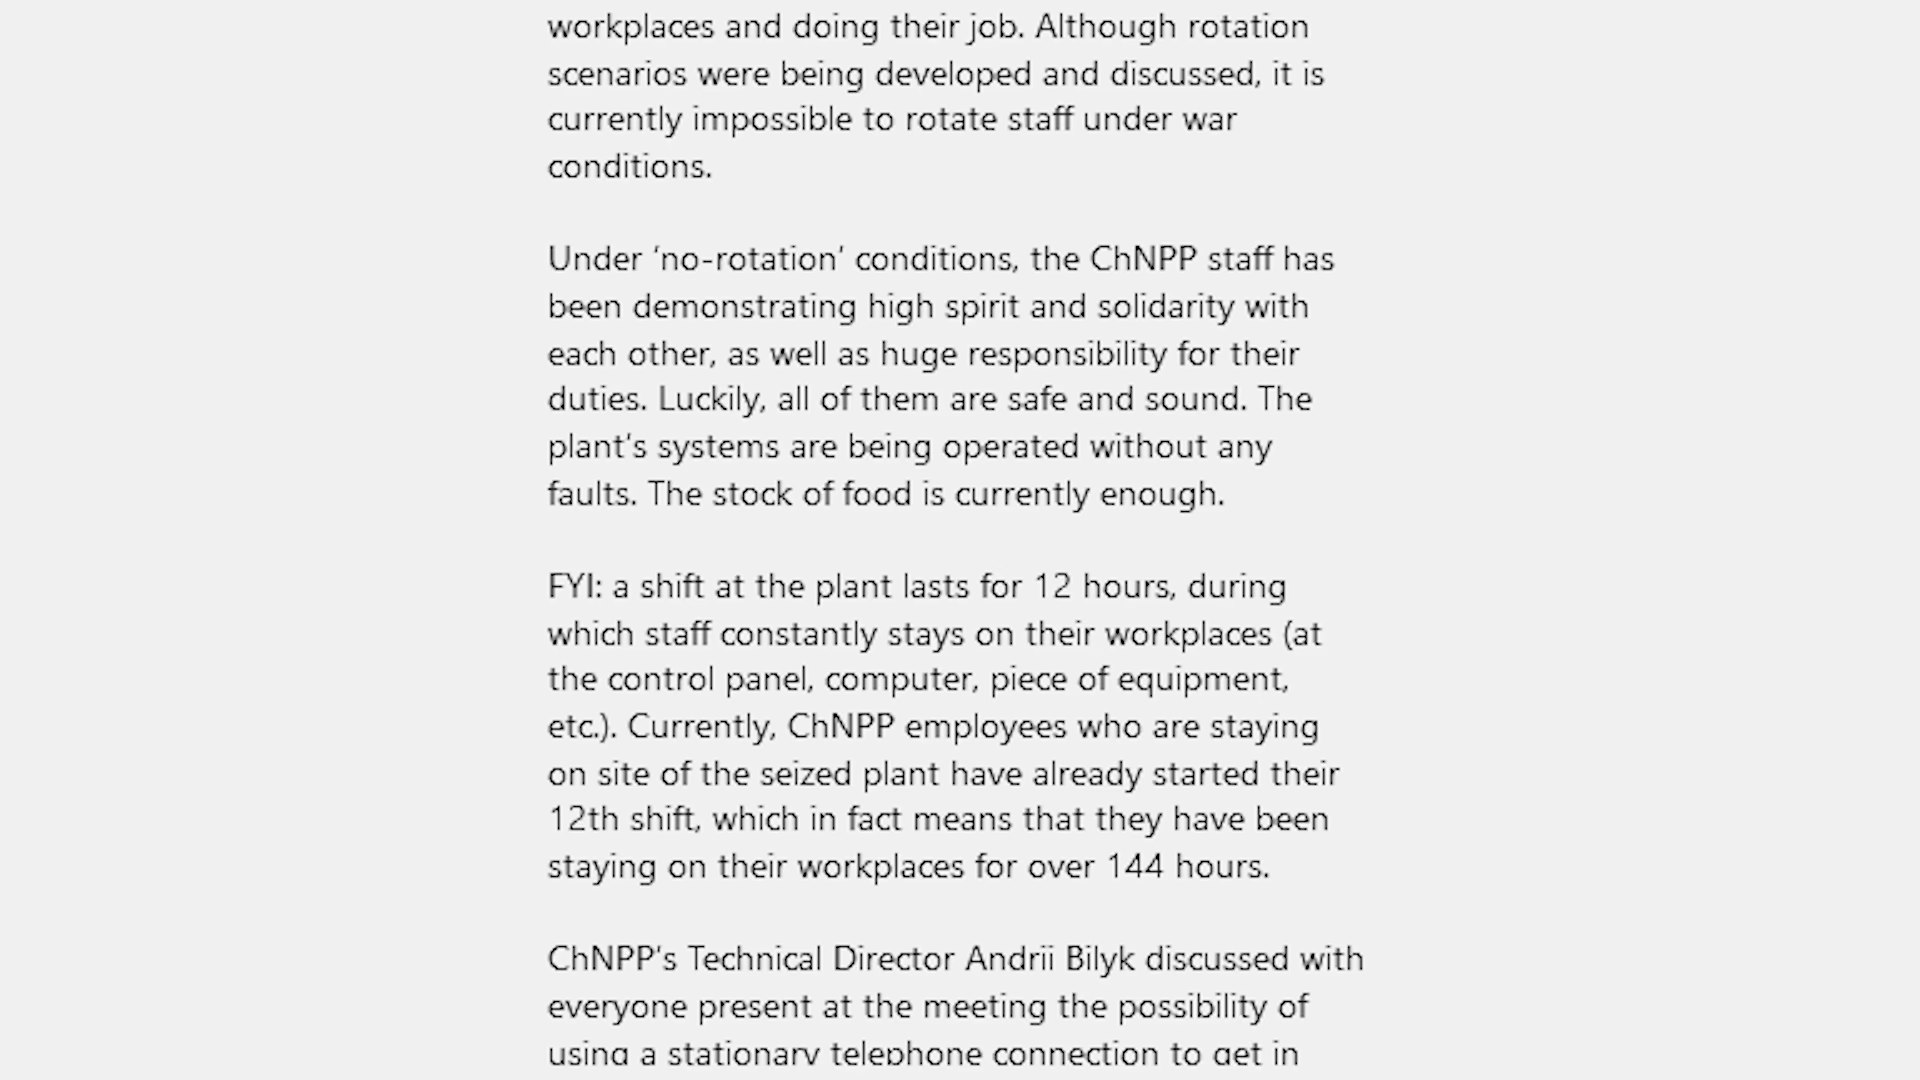 workplaces and doing their job. Although rotation
scenarios were being developed and discussed, it is
currently impossible to rotate staff under war
conditions.
Under ‘no-rotation’ conditions, the ChNPP staff has
been demonstrating high spirit and solidarity with
each other, as well as huge responsibility for their
duties. Luckily, all of them are safe and sound. The
plant’s systems are being operated without any
faults. The stock of food is currently enough.
FYI: a shift at the plant lasts for 12 hours, during
which staff constantly stays on their workplaces (at
the control panel, computer, piece of equipment,
etc.). Currently, ChNPP employees who are staying
on site of the seized plant have already started their
12th shift, which in fact means that they have been
staying on their workplaces for over 144 hours.
ChNPP’s Technical Director Andrii Bilyk discussed with
everyone present at the meeting the possibility of
using a stationary telephone connection to get in